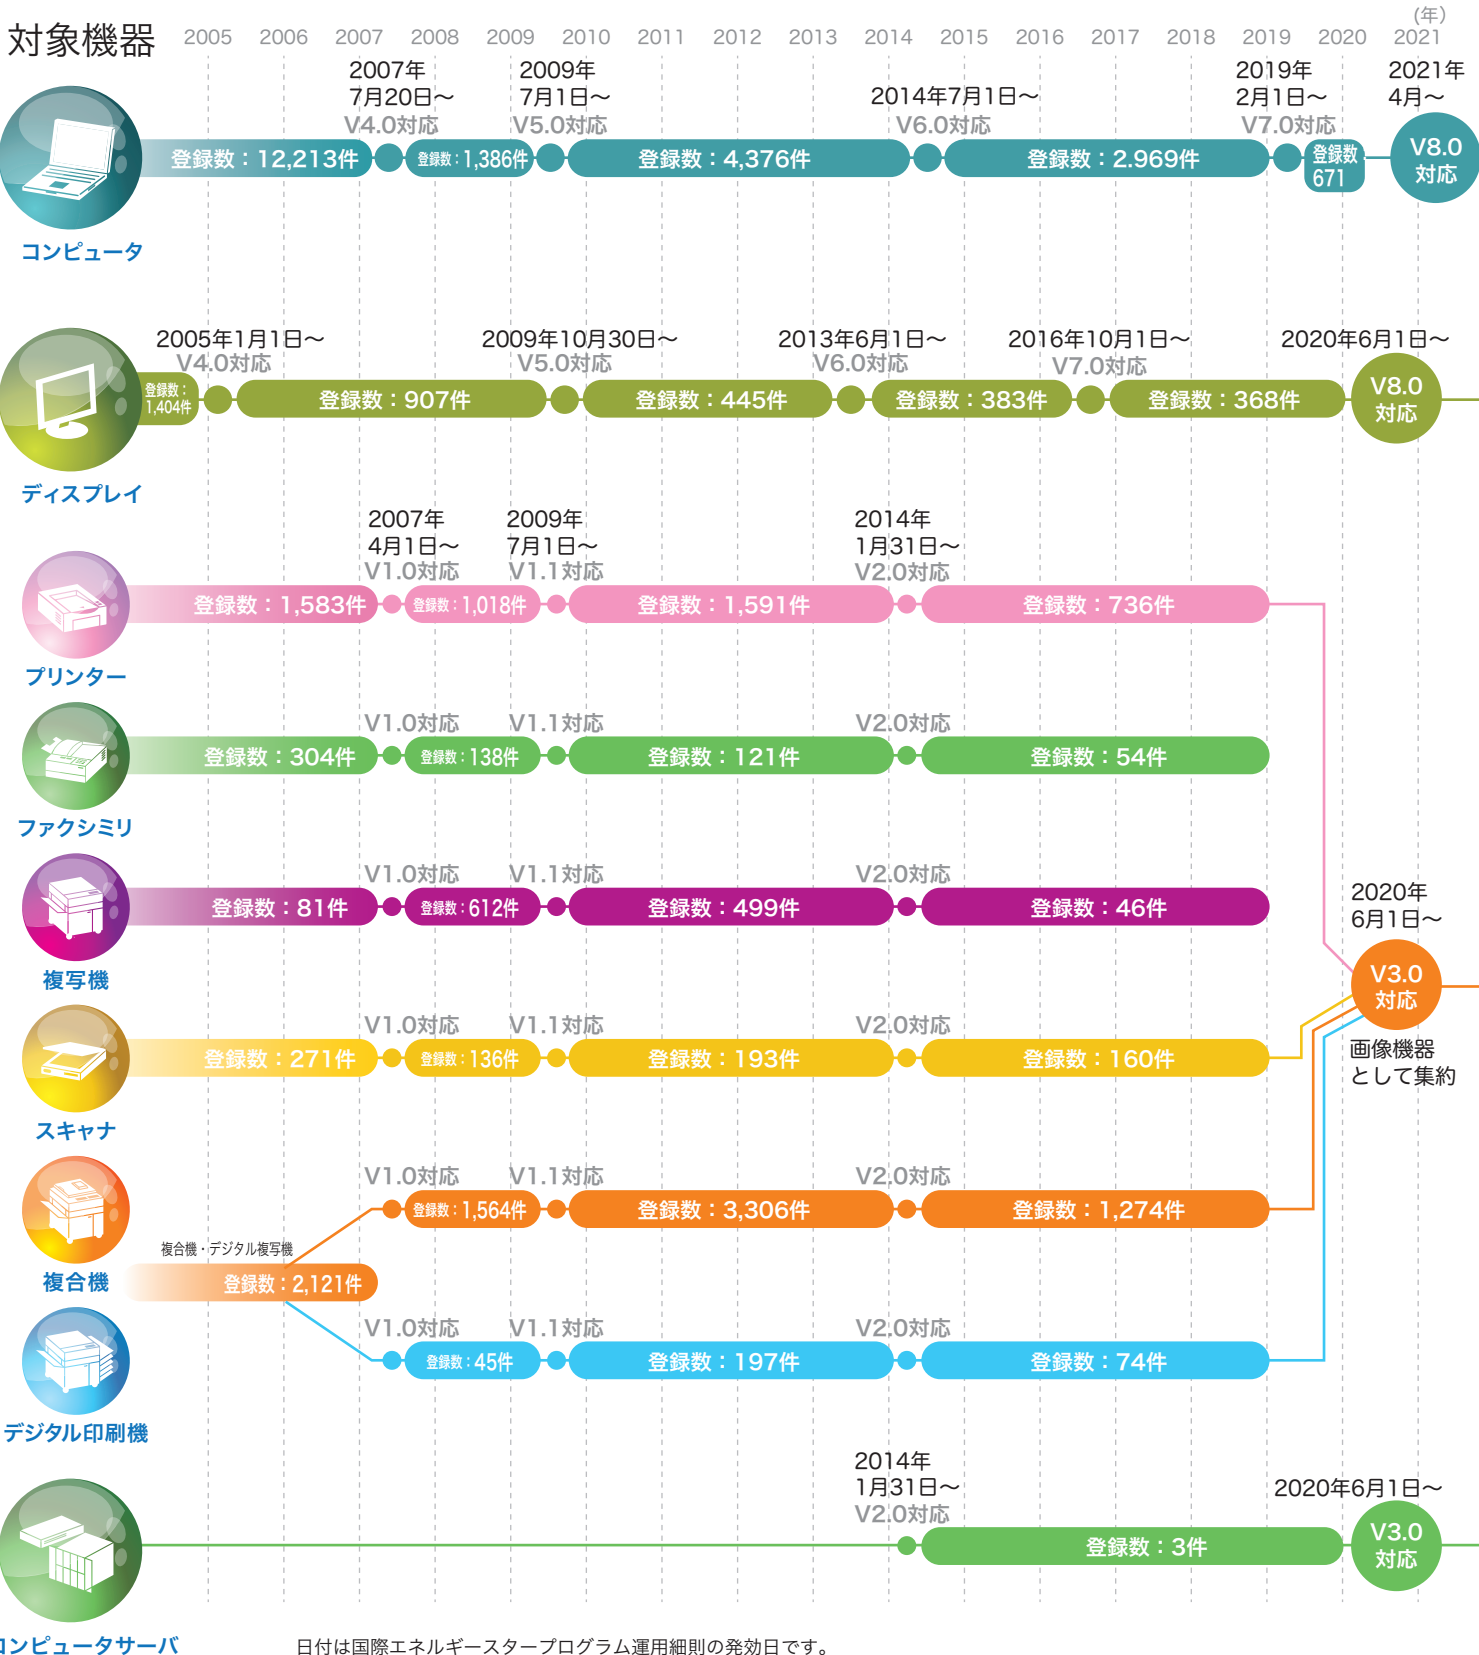 (年)
対象機器 2005 2006 2007 2008 2009 2010 2011 2012 2013 2014 2015 2016 2017 2018 2019 2020 2021
2007年
7月20日〜
V4.0対応
2009年
7月1日〜
V5.0対応
2014年7月1日〜
V6.0対応
2019年
2月1日〜
V7.0対応
2021年
4月〜
登録数：12,213件
登録数：1,386件
登録数：4,376件
登録数：2.969件
登録数
671
V8.0
対応
コンピュータ
2005年1月1日〜
V4.0対応
2009年10月30日〜
V5.0対応
2013年6月1日〜
V6.0対応
2016年10月1日〜
V7.0対応
2020年6月1日〜
登録数：
1,404件
登録数：907件
登録数：445件
登録数：383件
登録数：368件
V8.0
対応
ディスプレイ
2007年
4月1日〜
V1.0対応
2009年
7月1日〜
V1.1対応
2014年
1月31日〜
V2.0対応
登録数：1,583件
登録数：1,018件
登録数：1,591件
登録数：736件
プリンター
V1.0対応 V1.1対応 V2.0対応
登録数：304件
登録数：138件
登録数：121件
登録数：54件
ファクシミリ
V1.0対応 V1.1対応 V2.0対応
登録数：81件
登録数：612件
登録数：499件
登録数：46件
複写機
2020年
6月1日〜
V3.0
対応
画像機器
として集約
V1.0対応 V1.1対応 V2.0対応
登録数：271件
登録数：136件
登録数：193件
登録数：160件
スキャナ
V1.0対応 V1.1対応 V2.0対応
登録数：1,564件
登録数：3,306件
登録数：1,274件
複合機・デジタル複写機
登録数：2,121件
複合機
V1.0対応 V1.1対応 V2.0対応
登録数：45件
登録数：197件
登録数：74件
デジタル印刷機
2014年
1月31日〜
V2.0対応
2020年6月1日〜
登録数：3件
V3.0
対応
コンピュータサーバ
日付は国際エネルギースタープログラム運用細則の発効日です。